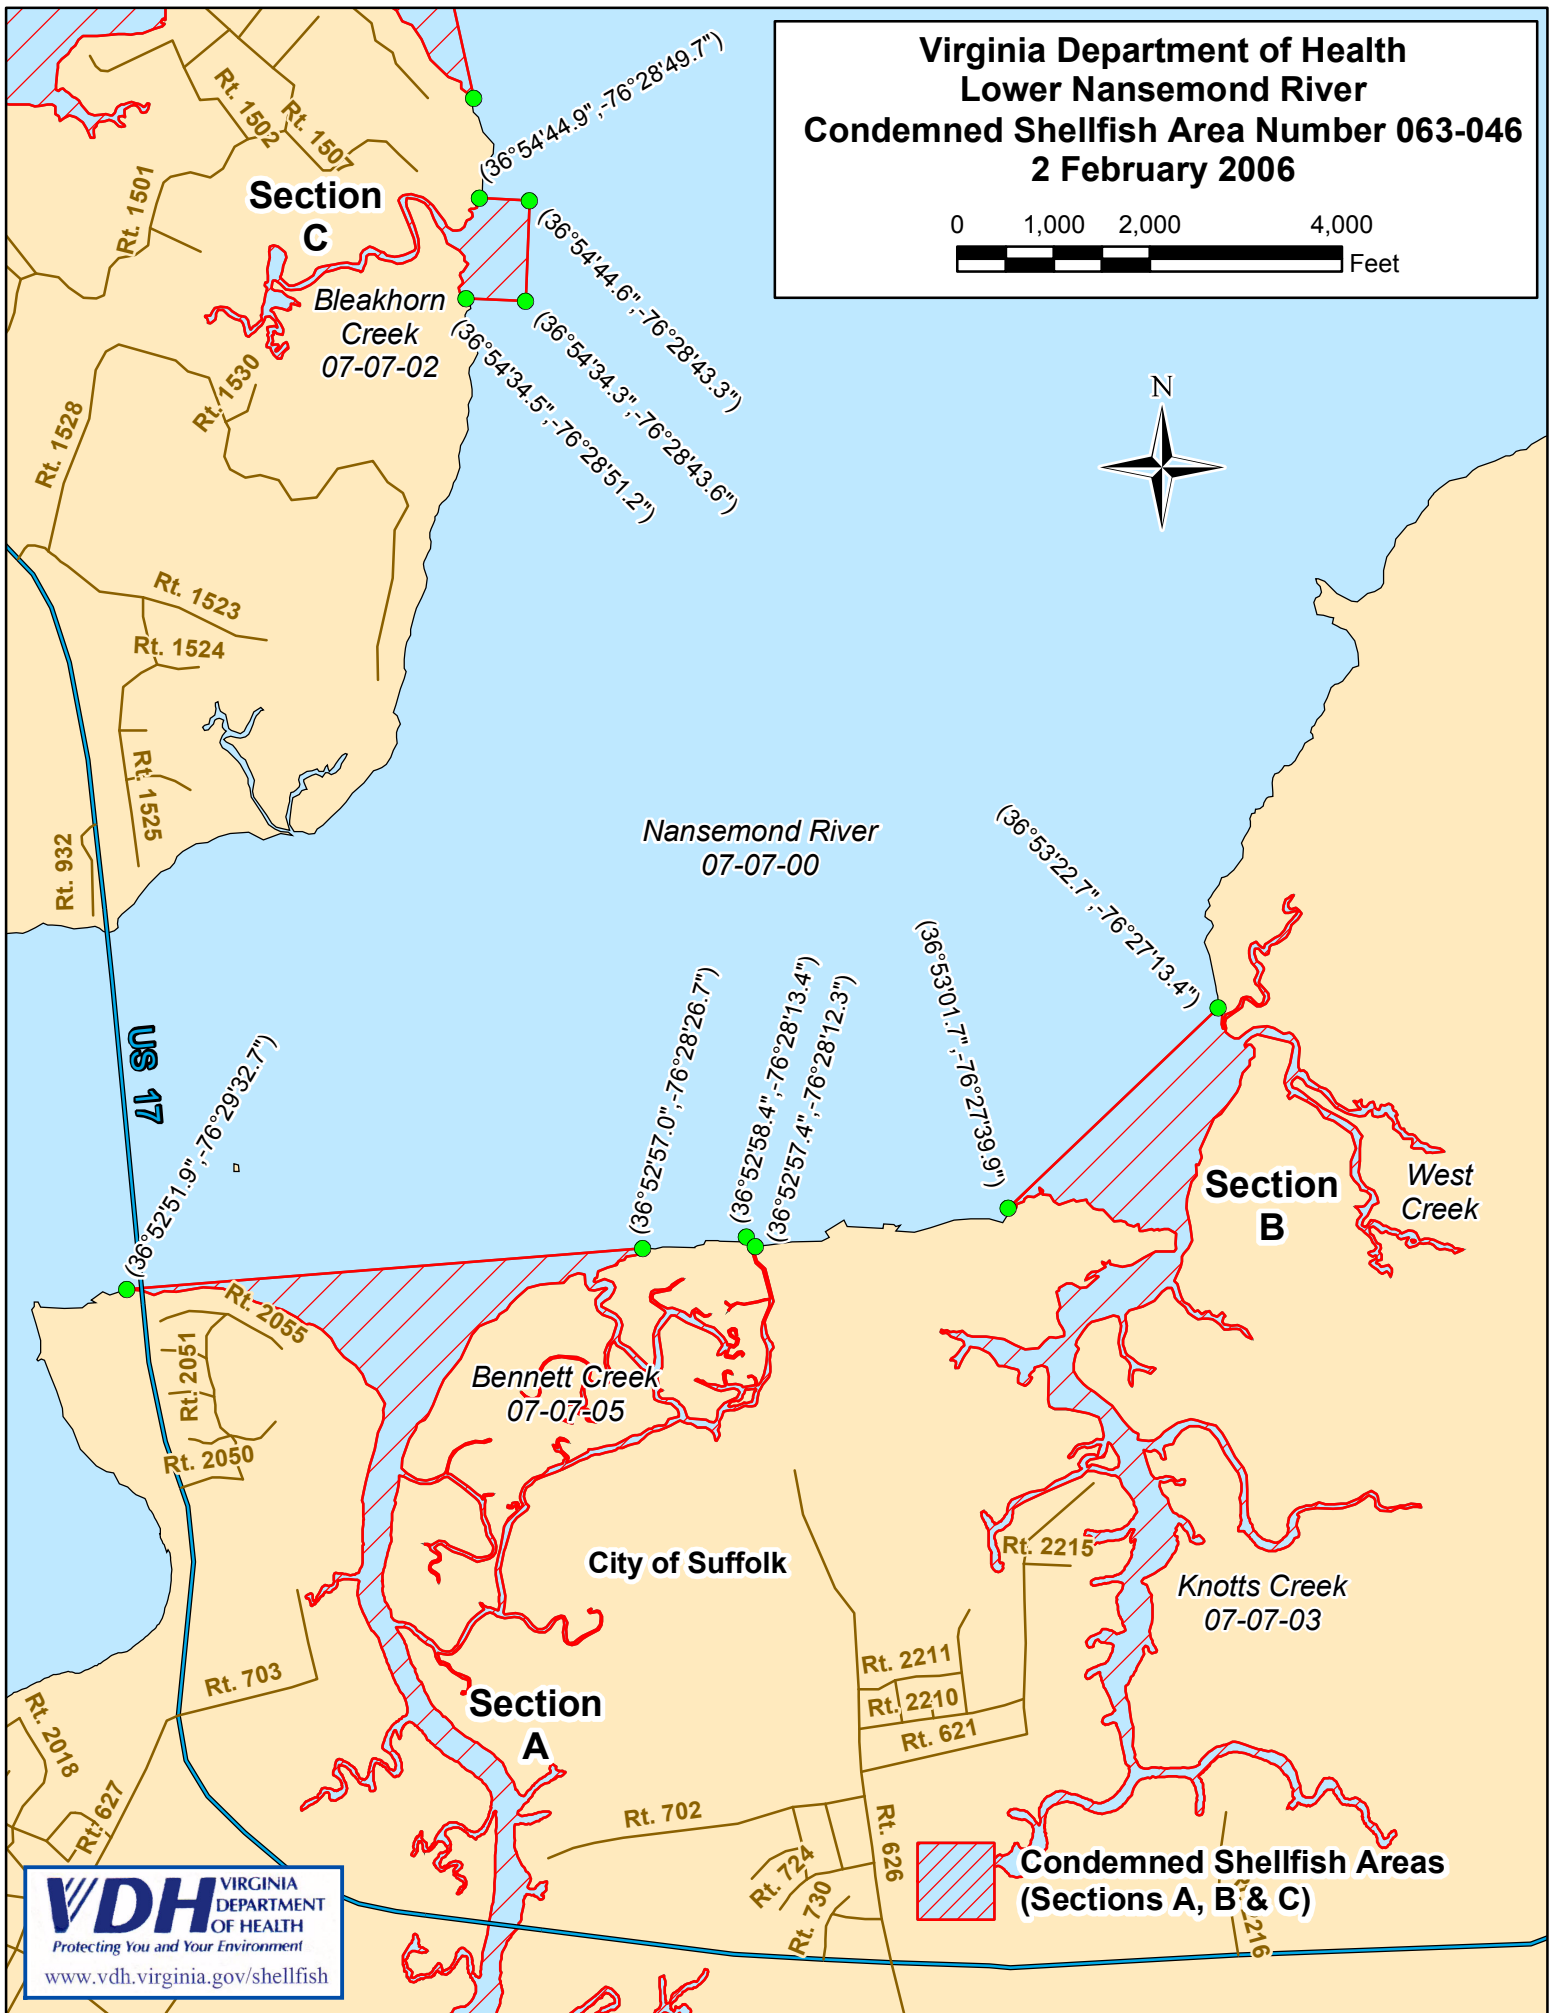 Virginia Department of Health
Lower Nansemond River
Condemned Shellfish Area Number 063-046
2 February 2006
0 1,000 2,000 4,000
Feet
N
(36°54'44.9",-76°28'49.7")
(36°54'44.6",-76°28'43.3")
(36°54'34.3",-76°28'43.6")
(36°54'34.5",-76°28'51.2")
Rt. 1502
Rt. 1507
Rt. 1501
Section
C
Bleakhorn
Creek
07-07-02
Rt. 1530
Rt. 1528
Rt. 1523
Rt. 1524
Rt. 1525
Rt. 932
Nansemond River
07-07-00
(36°53'22.7",-76°27'13.4")
(36°53'01.7",-76°27'39.9")
(36°52'58.4",-76°28'13.4")
(36°52'57.4",-76°28'12.3")
(36°52'57.0",-76°28'26.7")
(36°52'51.9",-76°29'32.7")
US 17
Section
B
West
Creek
Rt. 2055
Rt. 2051
Rt. 2050
Bennett Creek
07-07-05
City of Suffolk
Rt. 2215
Knotts Creek
07-07-03
Rt. 2211
Rt. 2210
Rt. 621
Rt. 703
Section
A
Rt. 2018
Rt. 627
Rt. 702
Rt. 626
Rt. 724
Rt. 730
Condemned Shellfish Areas
(Sections A, B & C)
VDH
VIRGINIA
DEPARTMENT
OF HEALTH
Protecting You and Your Environment
www.vdh.virginia.gov/shellfish